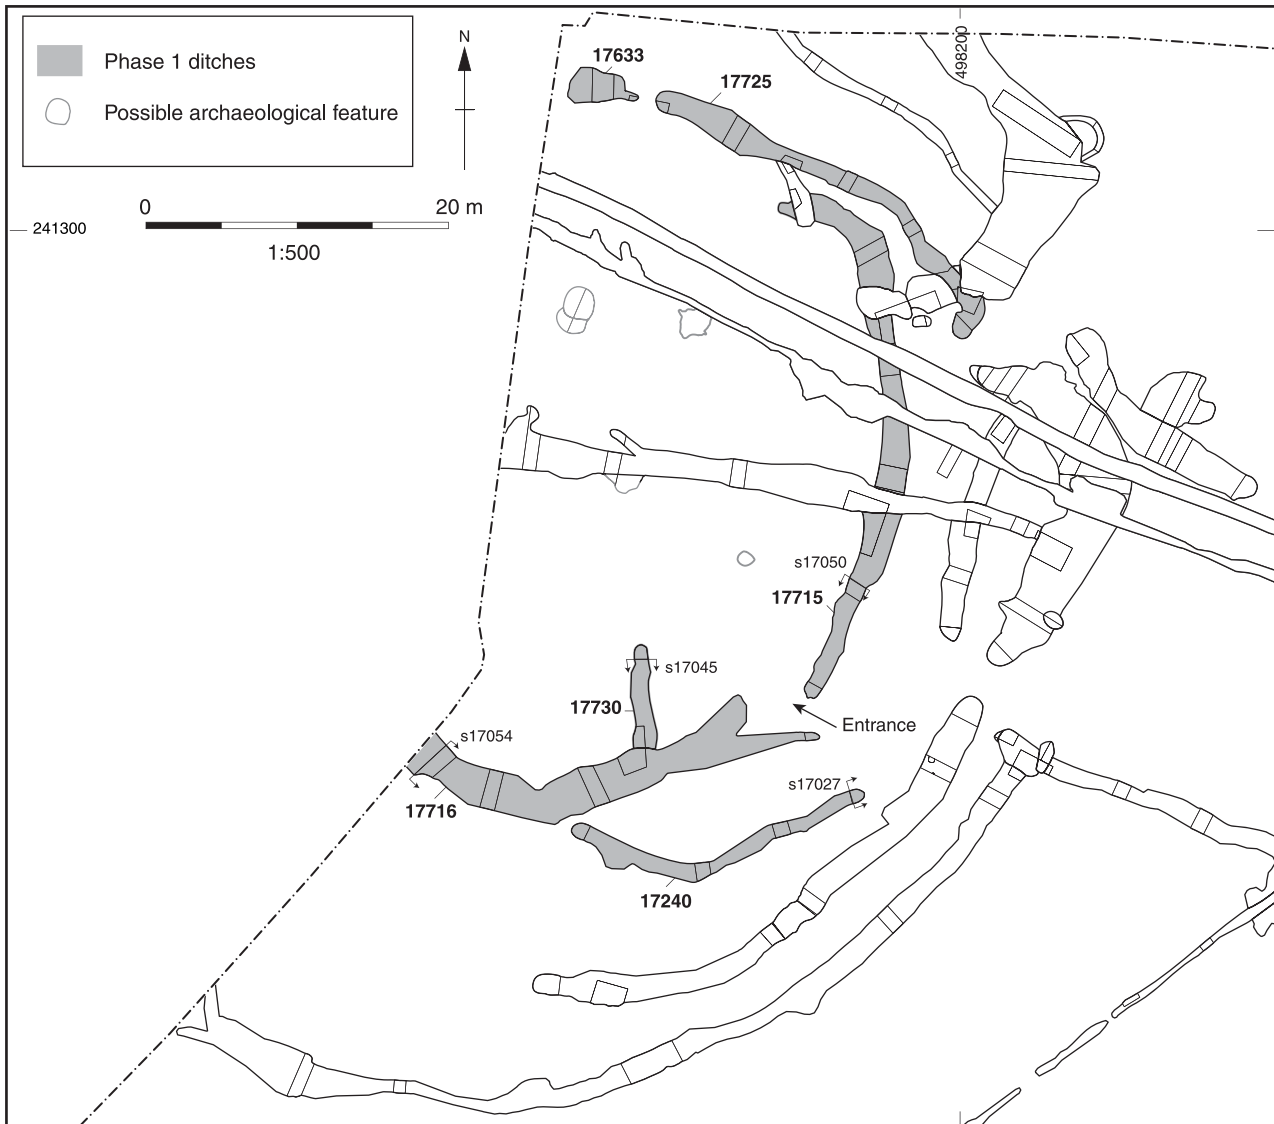 Phase 1 ditches
Possible archaeological feature
N
498200
17633
17725
0 20 m
241300
1:500
s17050
17715
s17045
17730
Entrance
s17054
s17027
17716
17240